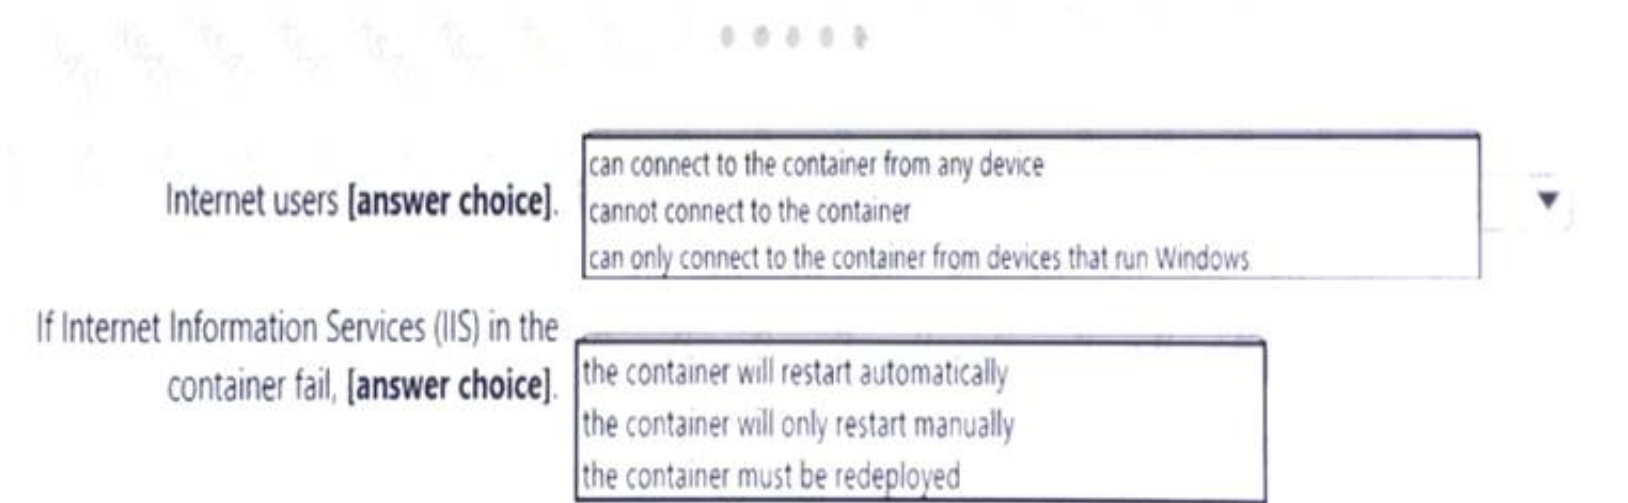 Internet users [answer choice].
can connect to the container from any device
cannot connect to the container
can only connect to the container from devices that run Windows
If Internet Information Services (IIS) in the
container fail, [answer choice].
the container will restart automatically
the container will only restart manually
the container must be redeployed